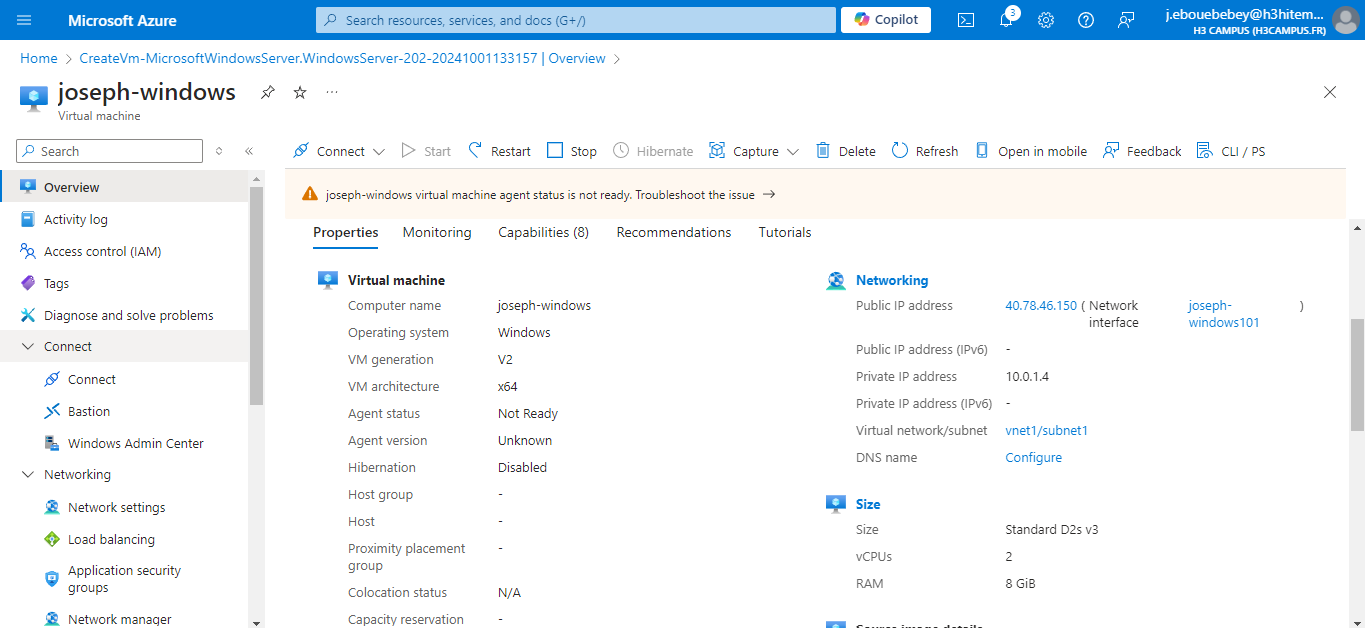 Microsoft Azure
Search resources, services, and docs (G+/)
Copilot
3
j.ebouebebey@h3hitem...
H3 CAMPUS (H3CAMPUS.FR)
Home > CreateVm-MicrosoftWindowsServer.WindowsServer-202-20241001133157 | Overview >
joseph-windows
...
Virtual machine
Search
Connect
Start
Restart
Stop
Hibernate
Capture
Delete
Refresh
Open in mobile
Feedback
CLI / PS
Overview
Activity log
Access control (IAM)
Tags
Diagnose and solve problems
Connect
Connect
Bastion
Windows Admin Center
Networking
Network settings
Load balancing
Application security
groups
Network manager
joseph-windows virtual machine agent status is not ready. Troubleshoot the issue →
Properties
Monitoring
Capabilities (8)
Recommendations
Tutorials
Virtual machine
Computer name joseph-windows
Operating system Windows
VM generation V2
VM architecture x64
Agent status Not Ready
Agent version Unknown
Hibernation Disabled
Host group -
Host -
Proximity placement -
group
Colocation status N/A
Capacity reservation -
Networking
Public IP address 40.78.46.150 ( Network joseph- )
interface windows101
Public IP address (IPv6) -
Private IP address 10.0.1.4
Private IP address (IPv6) -
Virtual network/subnet vnet1/subnet1
DNS name Configure
Size
Size Standard D2s v3
vCPUs 2
RAM 8 GiB
Source image details